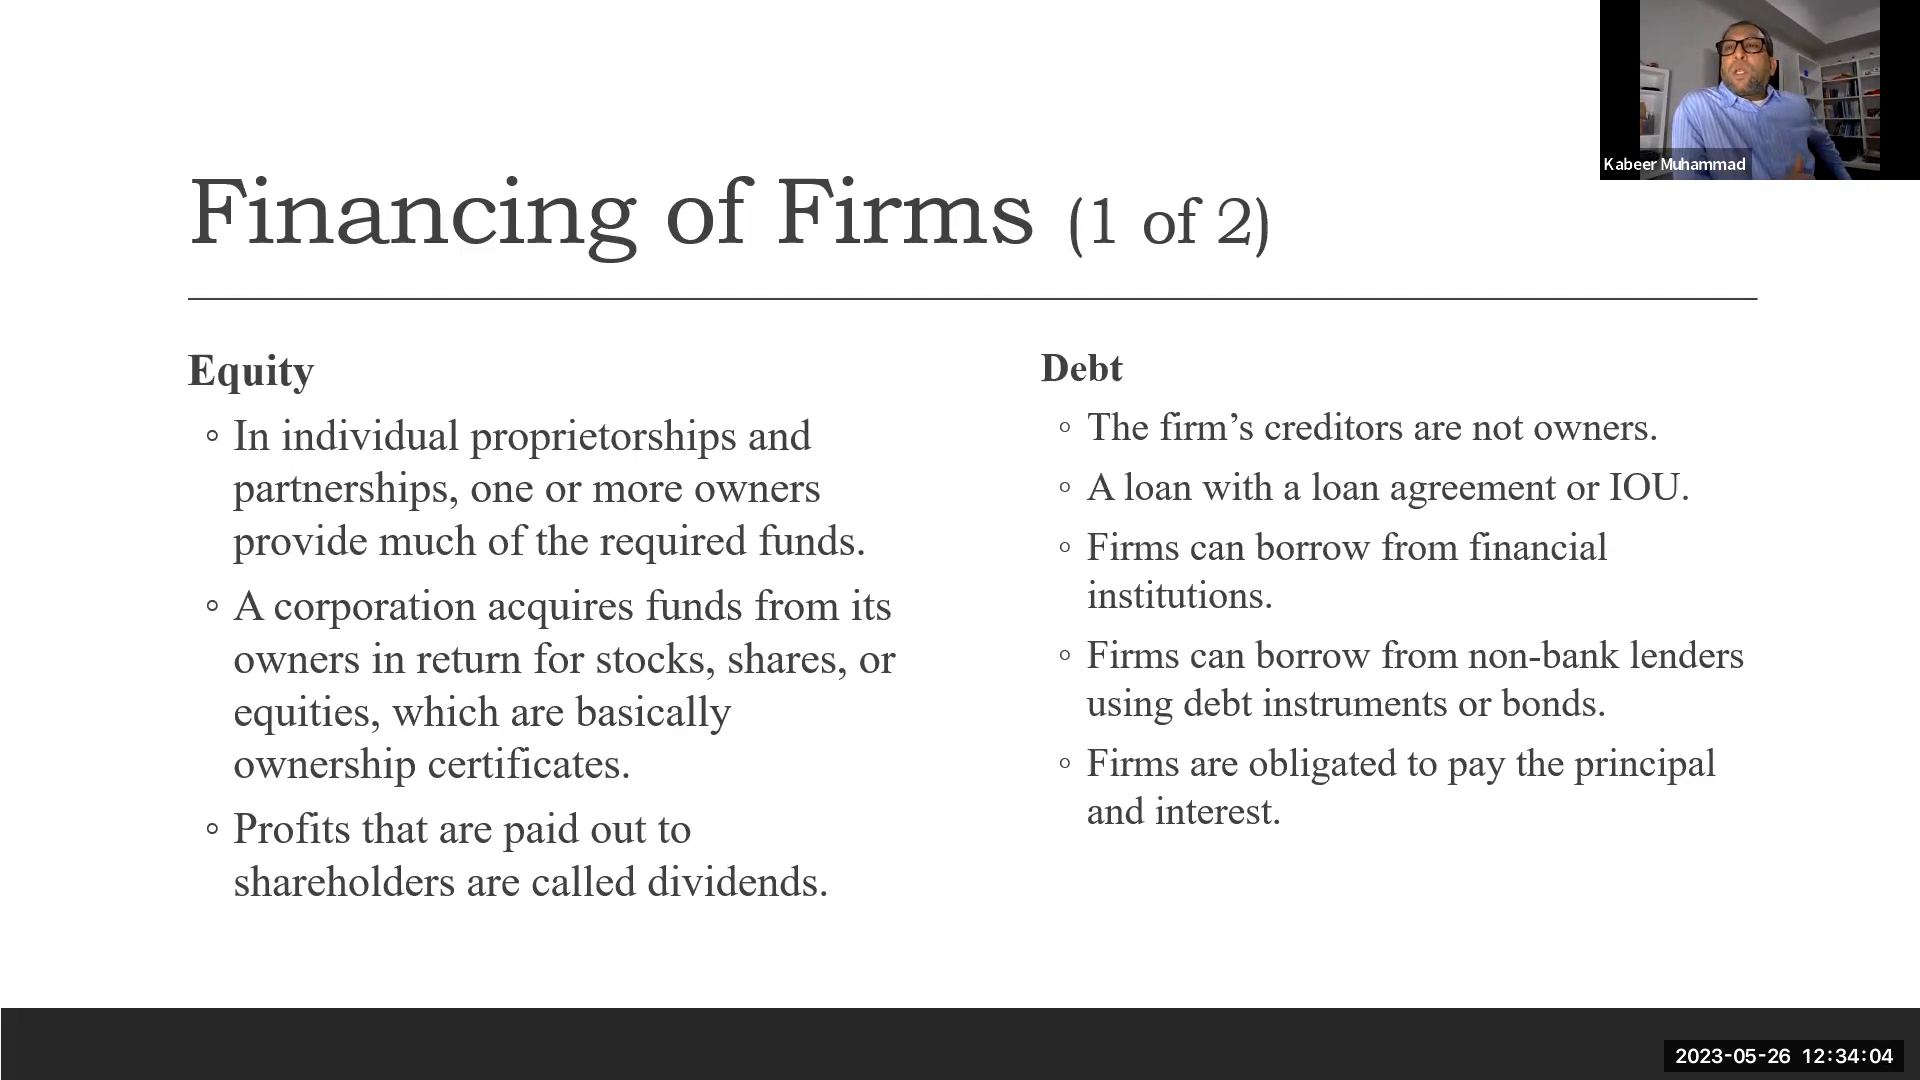 Kabeer Muhammad
Financing of Firms (1 of 2)
Equity
◦ In individual proprietorships and
partnerships, one or more owners
provide much of the required funds.
◦ A corporation acquires funds from its
owners in return for stocks, shares, or
equities, which are basically
ownership certificates.
◦ Profits that are paid out to
shareholders are called dividends.
Debt
◦ The firm’s creditors are not owners.
◦ A loan with a loan agreement or IOU.
◦ Firms can borrow from financial
institutions.
◦ Firms can borrow from non-bank lenders
using debt instruments or bonds.
◦ Firms are obligated to pay the principal
and interest.
2023-05-26 12:34:04